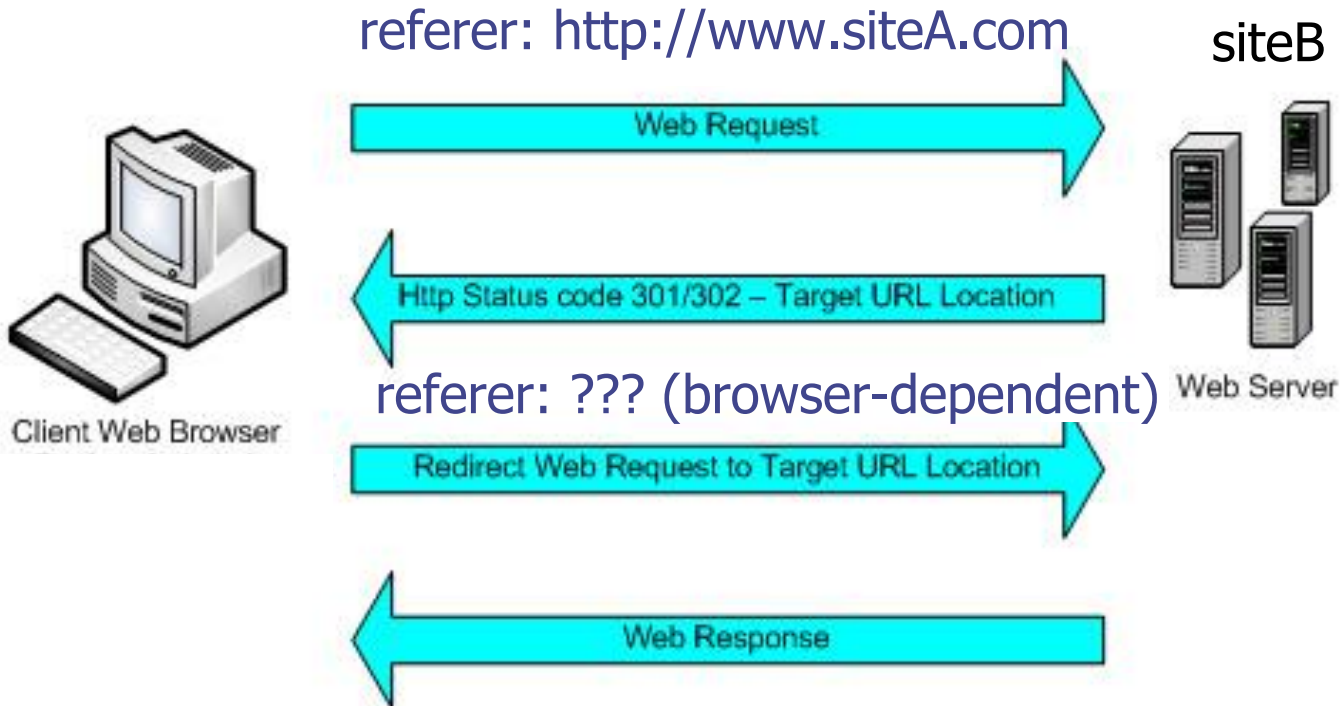 referer: http://www.siteA.com
siteB
Web Request
Http Status code 301/302 – Target URL Location
referer: ??? (browser-dependent)
Web Server
Client Web Browser
Redirect Web Request to Target URL Location
Web Response